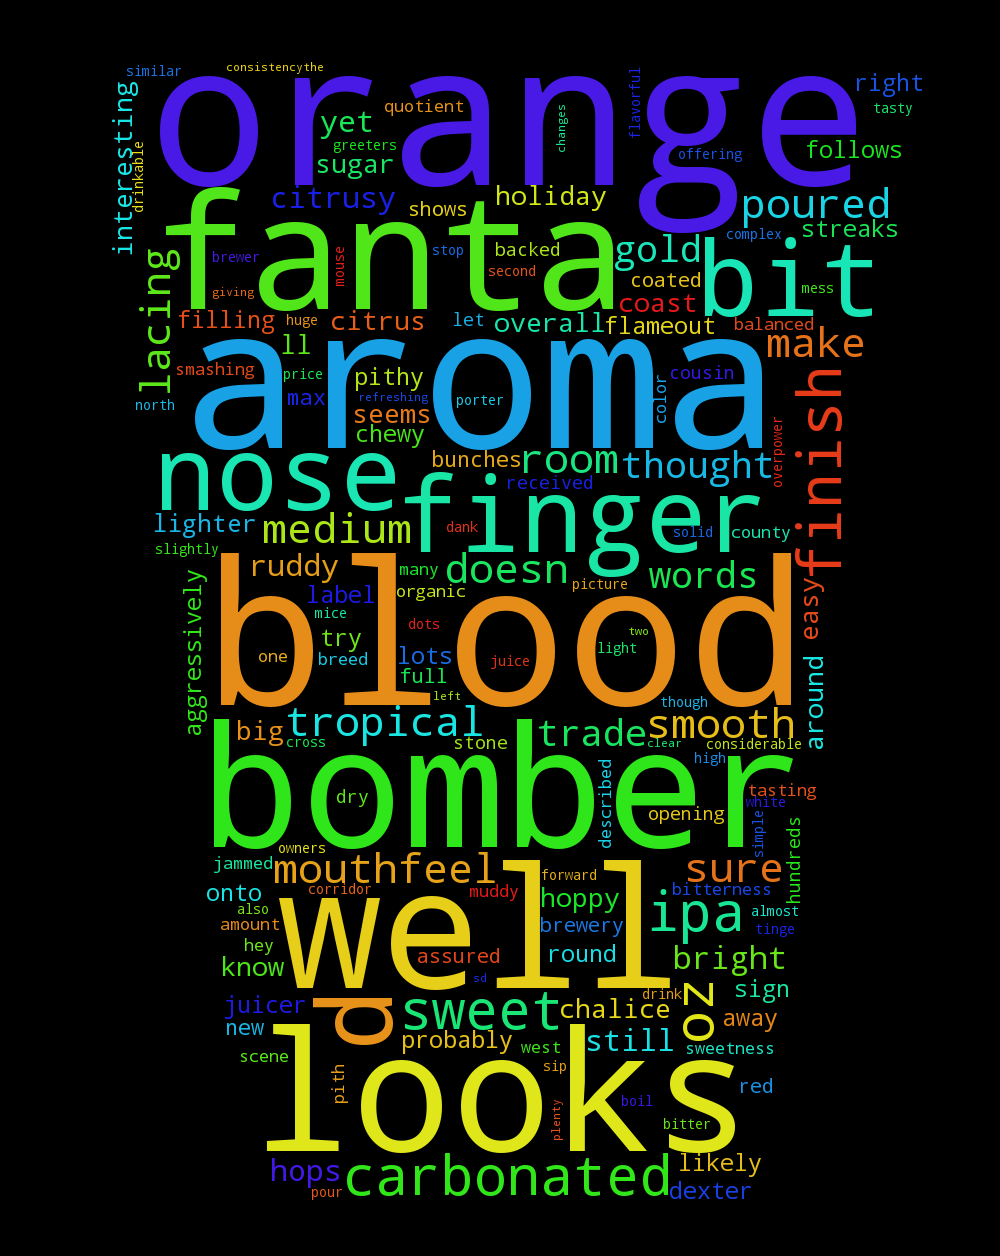 consistencythe
similar
orange
right
interesting
quotient
changes
flavorful
tasty
yet
greeters
drinkable
sugar
offering
follows
citrusy
holiday
fanta
shows
poured
streaks
complex
lacing
brewer
mouse
stop
backed
gold
bit
second
coated
giving
coast
mess
filling
huge
citrus
let
overall
flameout
balanced
make
ll
aroma
smashing
price
pithy
color
cousin
finish
north
max
refreshing
porter
seems
chewy
overpower
nose
bunches
room
thought
received
finger
lighter
medium
dank
solid
county
slightly
ruddy
many
doesn
words
aggressively
label
organic
picture
easy
blood
mice
dots
two
try
one
breed
lots
juice
light
full
left
though
around
tropical
smooth
big
cross
stone
trade
clear
considerable
high
bomber
dry
described
tasting
white
opening
simple
hundreds
owners
jammed
mouthfeel
forward
sure
corridor
muddy
bitterness
onto
well
hoppy
ipa
almost
also
amount
brewery
tinge
hey
assured
round
bright
know
sd
sign
juicer
d
sweet
chalice
drink
oz
away
new
probably
west
still
sweetness
scene
looks
sip
pith
red
boil
plenty
bitter
hops
carbonated
likely
pour
dexter